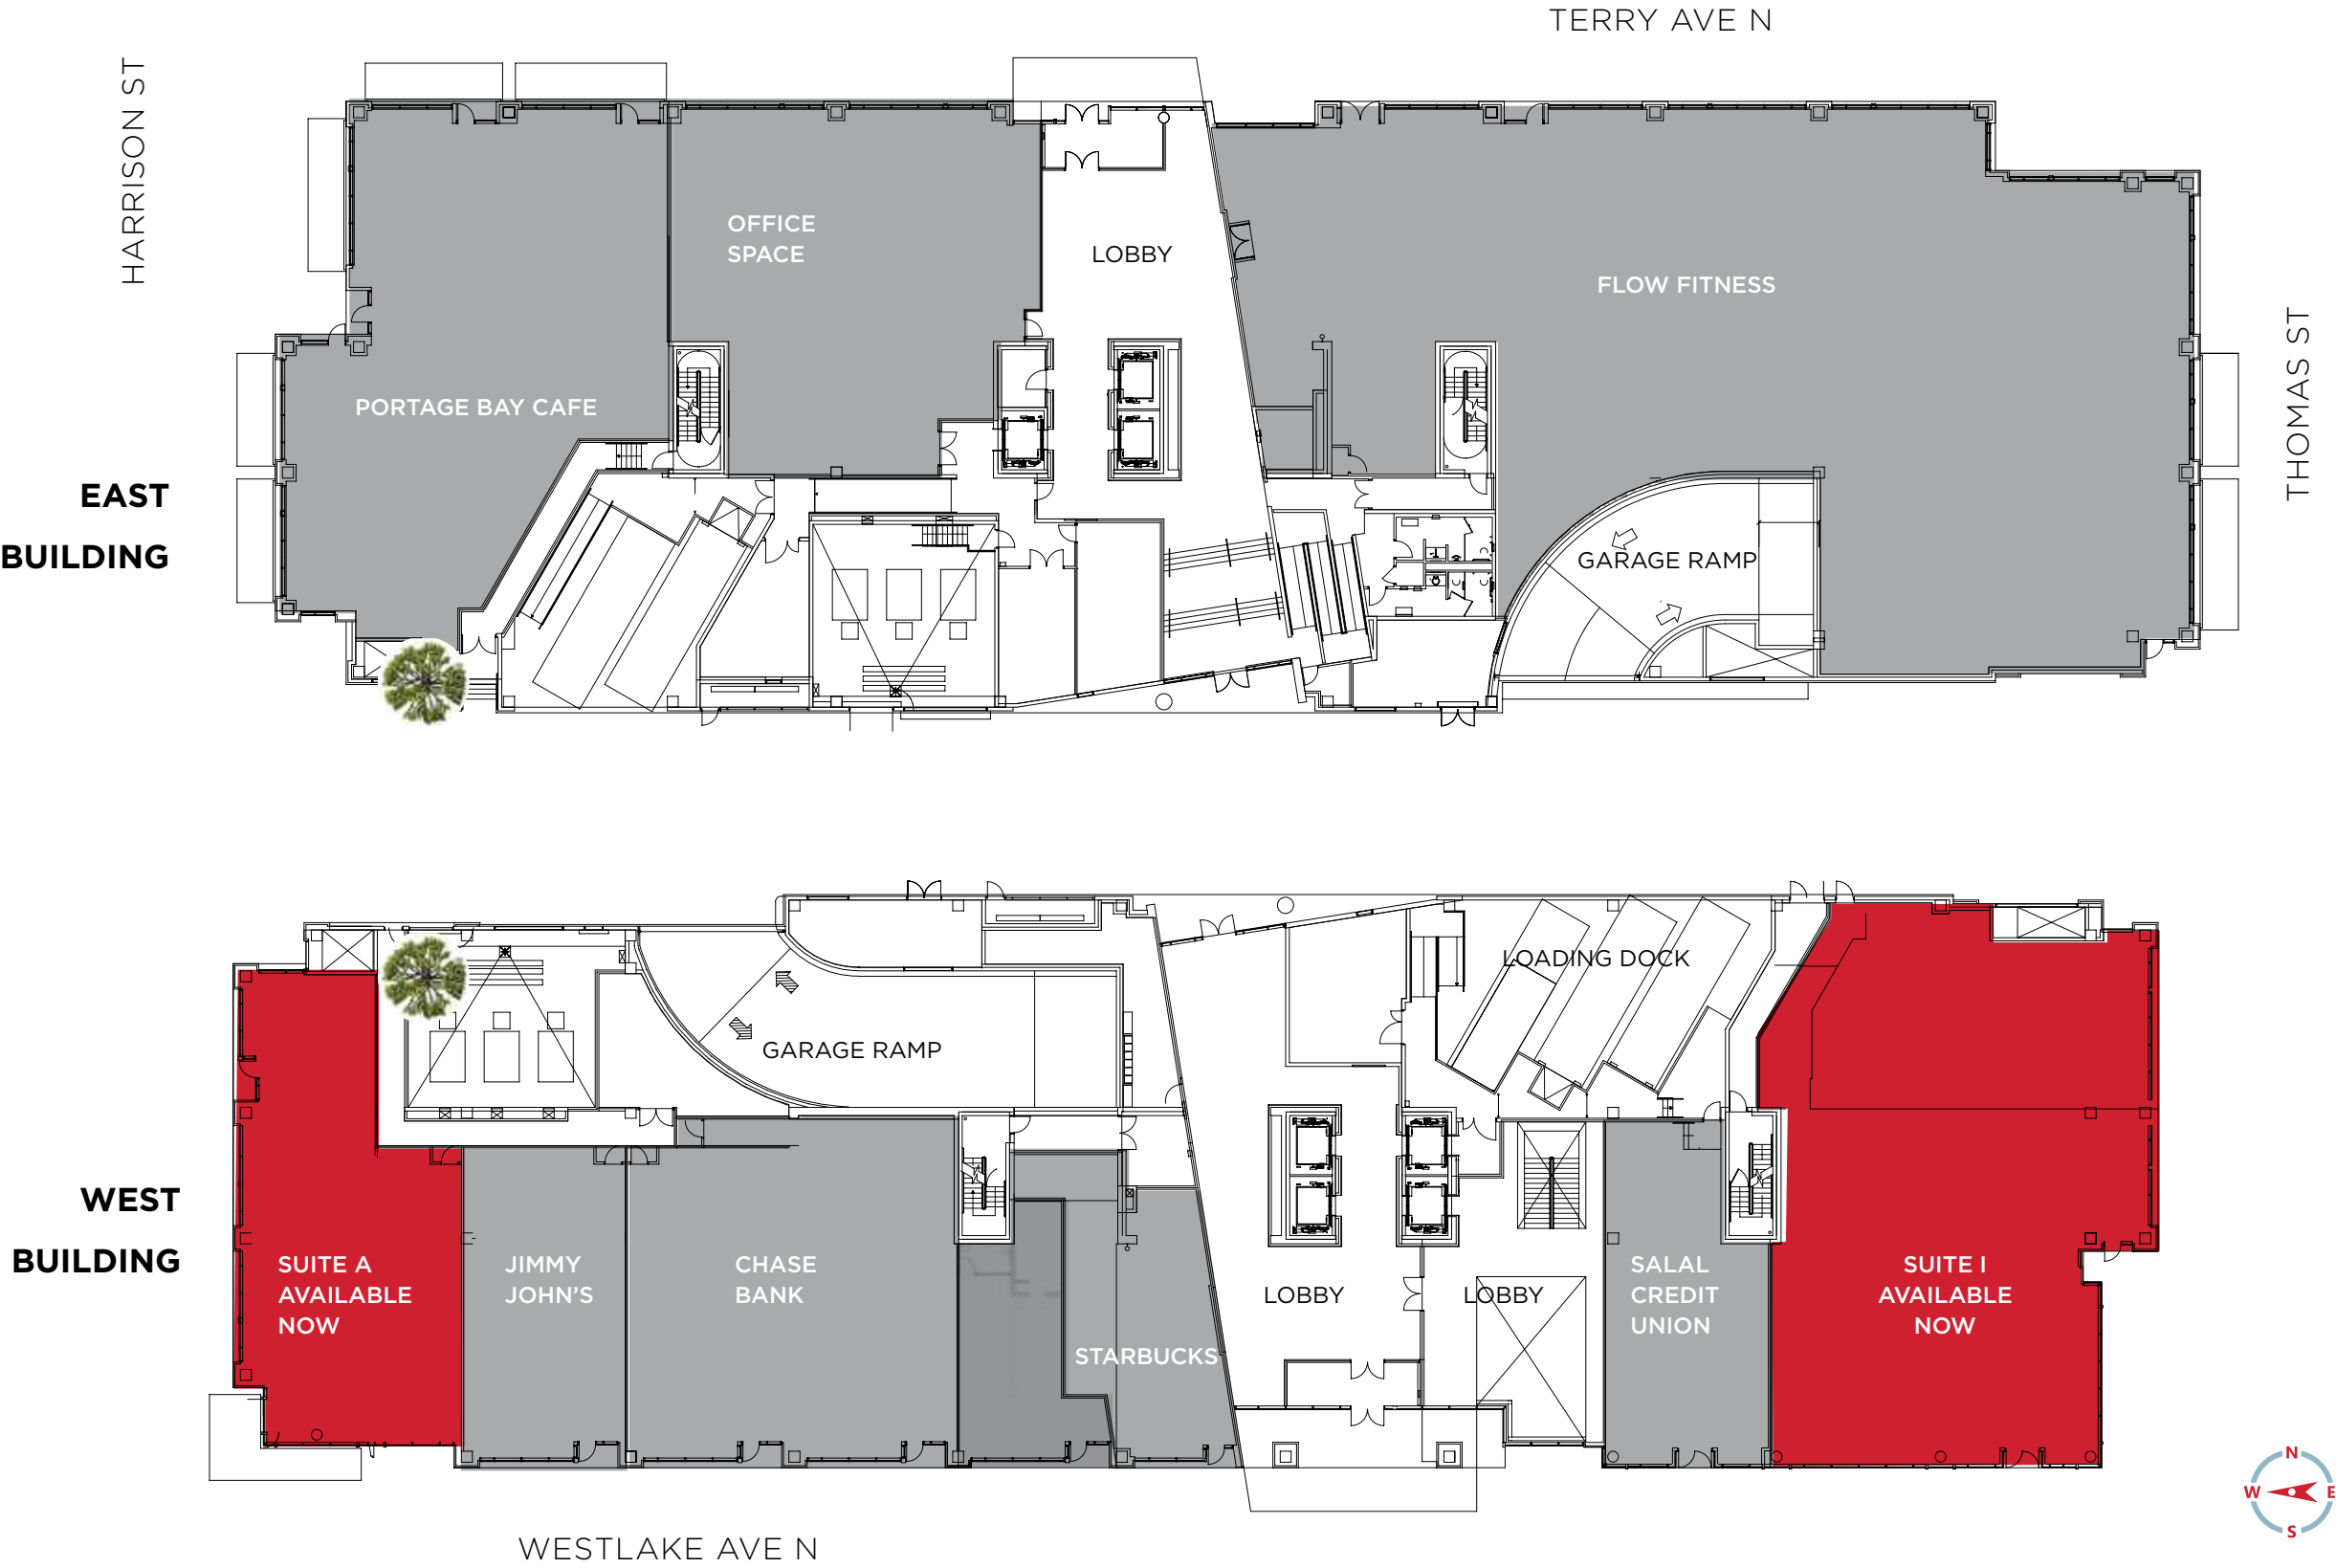 TERRY AVE N
HARRISON ST
OFFICE
SPACE
LOBBY
FLOW FITNESS
THOMAS ST
PORTAGE BAY CAFE
EAST
BUILDING
GARAGE RAMP
LOADING DOCK
GARAGE RAMP
WEST
BUILDING
SUITE A
AVAILABLE
NOW
JIMMY
JOHN'S
CHASE
BANK
STARBUCKS
LOBBY
LOBBY
SALAL
CREDIT
UNION
SUITE I
AVAILABLE
NOW
N
W E
S
WESTLAKE AVE N